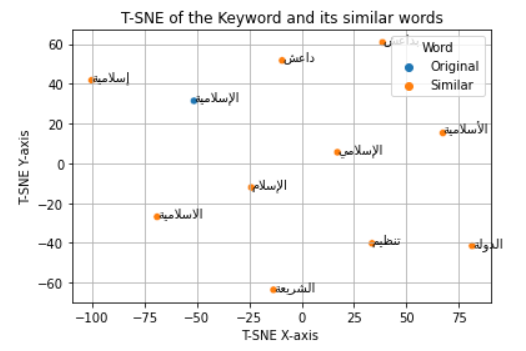 T-SNE of the Keyword and its similar words
Word
Original
Similar
بداعش
داعش
إسلامية
الإسلامية
الأسلامية
الإسلامي
الإسلام
الاسلامية
تنظيم
الدولة
الشريعة
T-SNE Y-axis
60
40
20
0
−20
−40
−60
−100
−75
−50
−25
0
25
50
75
T-SNE X-axis